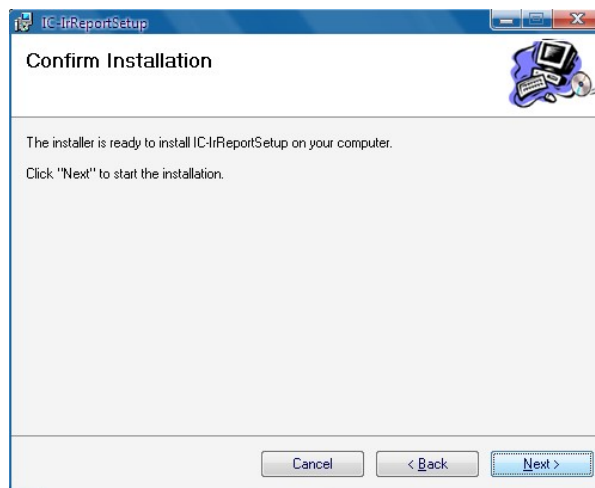 IC-IrReportSetup
Confirm Installation
The installer is ready to install IC-IrReportSetup on your computer.
Click "Next" to start the installation.
Cancel
< Back
Next >